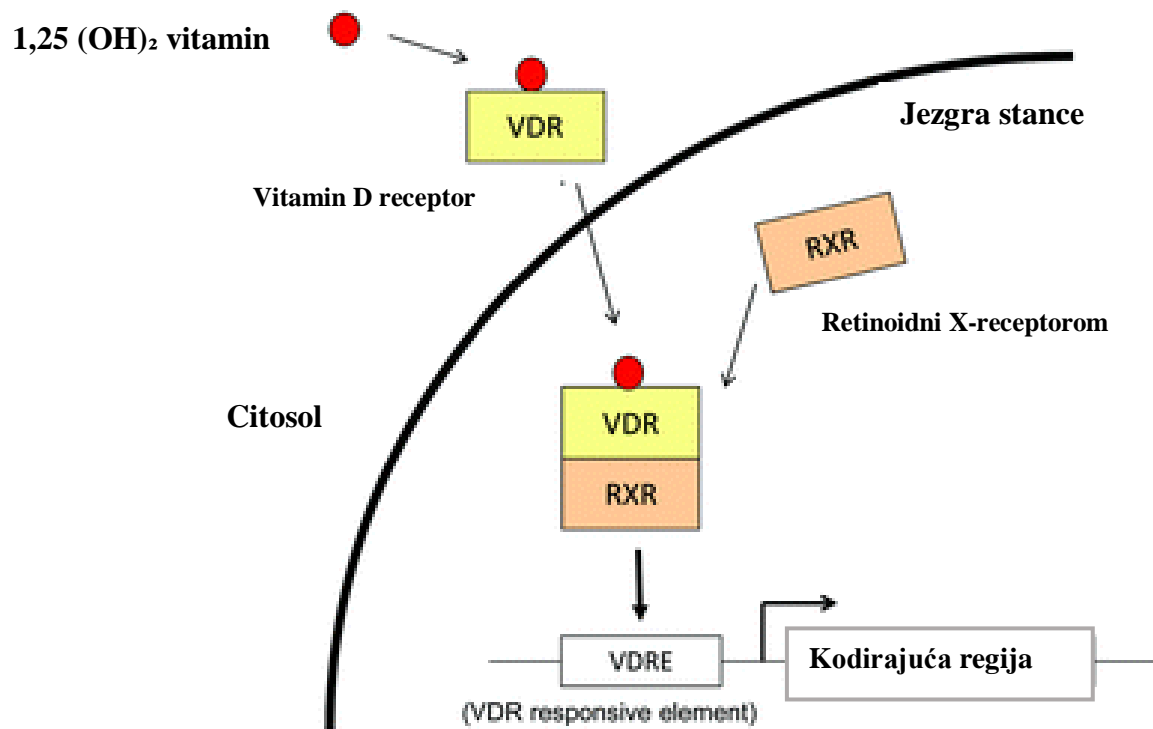 1,25 (OH)₂ vitamin
VDR
Jezgra stance
Vitamin D receptor
RXR
Retinoidni X-receptorom
Citosol
VDR
RXR
VDRE
Kodirajuća regija
(VDR responsive element)